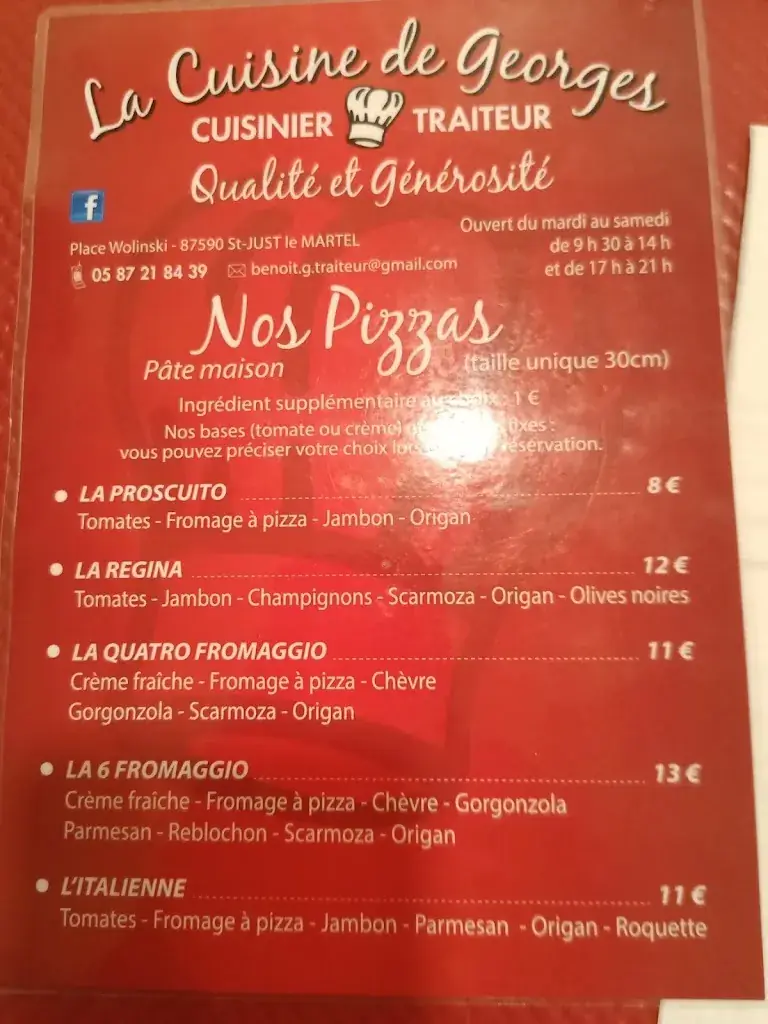 La Cuisine de Georges
CUISINIER TRAITEUR
Qualité et Générosité
f
Ouvert du mardi au samedi
de 9 h 30 à 14 h
et de 17 h à 21 h
Place Wolinski - 87590 St-JUST le MARTEL
05 87 21 84 39 benoit.g.traiteur@gmail.com
Nos Pizzas
Pâte maison (taille unique 30cm)
Ingrédient supplémentaire au choix : 1 €
Nos bases (tomate ou crème) :
vous pouvez préciser votre choix réservation.
LA PROSCUITO 8 €
Tomates - Fromage à pizza - Jambon - Origan
LA REGINA 12 €
Tomates - Jambon - Champignons - Scarmoza - Origan - Olives noires
LA QUATRO FROMAGGIO 11 €
Crème fraîche - Fromage à pizza - Chèvre
Gorgonzola - Scarmoza - Origan
LA 6 FROMAGGIO 13 €
Crème fraîche - Fromage à pizza - Chèvre - Gorgonzola
Parmesan - Reblochon - Scarmoza - Origan
L'ITALIENNE 11 €
Tomates - Fromage à pizza - Jambon - Parmesan - Origan - Roquette